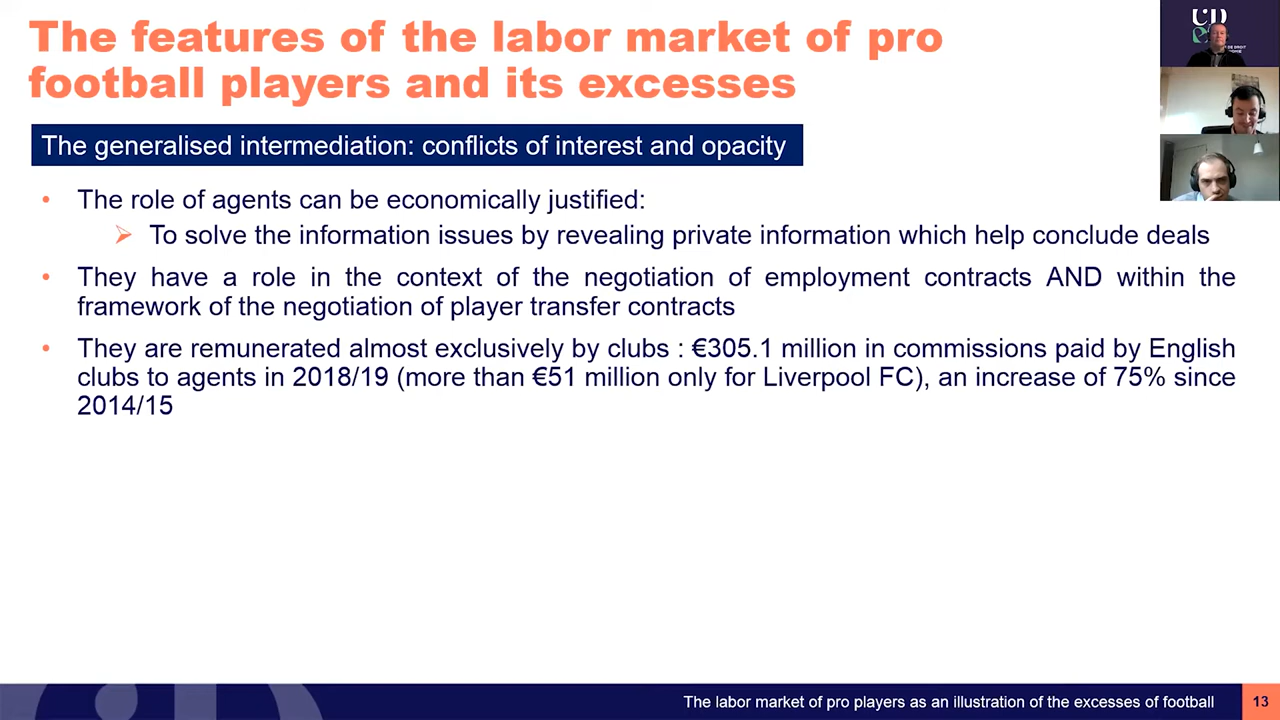 The features of the labor market of pro
football players and its excesses
The generalised intermediation: conflicts of interest and opacity
• The role of agents can be economically justified:
➢ To solve the information issues by revealing private information which help conclude deals
• They have a role in the context of the negotiation of employment contracts AND within the
framework of the negotiation of player transfer contracts
• They are remunerated almost exclusively by clubs : €305.1 million in commissions paid by English
clubs to agents in 2018/19 (more than €51 million only for Liverpool FC), an increase of 75% since
2014/15
The labor market of pro players as an illustration of the excesses of football
13